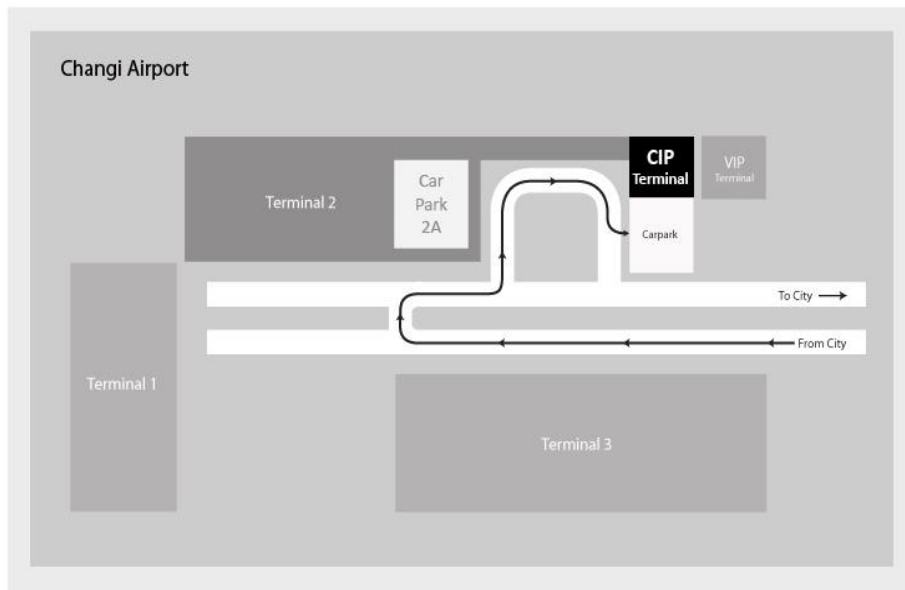 Changi Airport
CIP
Terminal
VIP
Terminal
Car
Park
2A
Terminal 2
Carpark
To City
From City
Terminal 1
Terminal 3